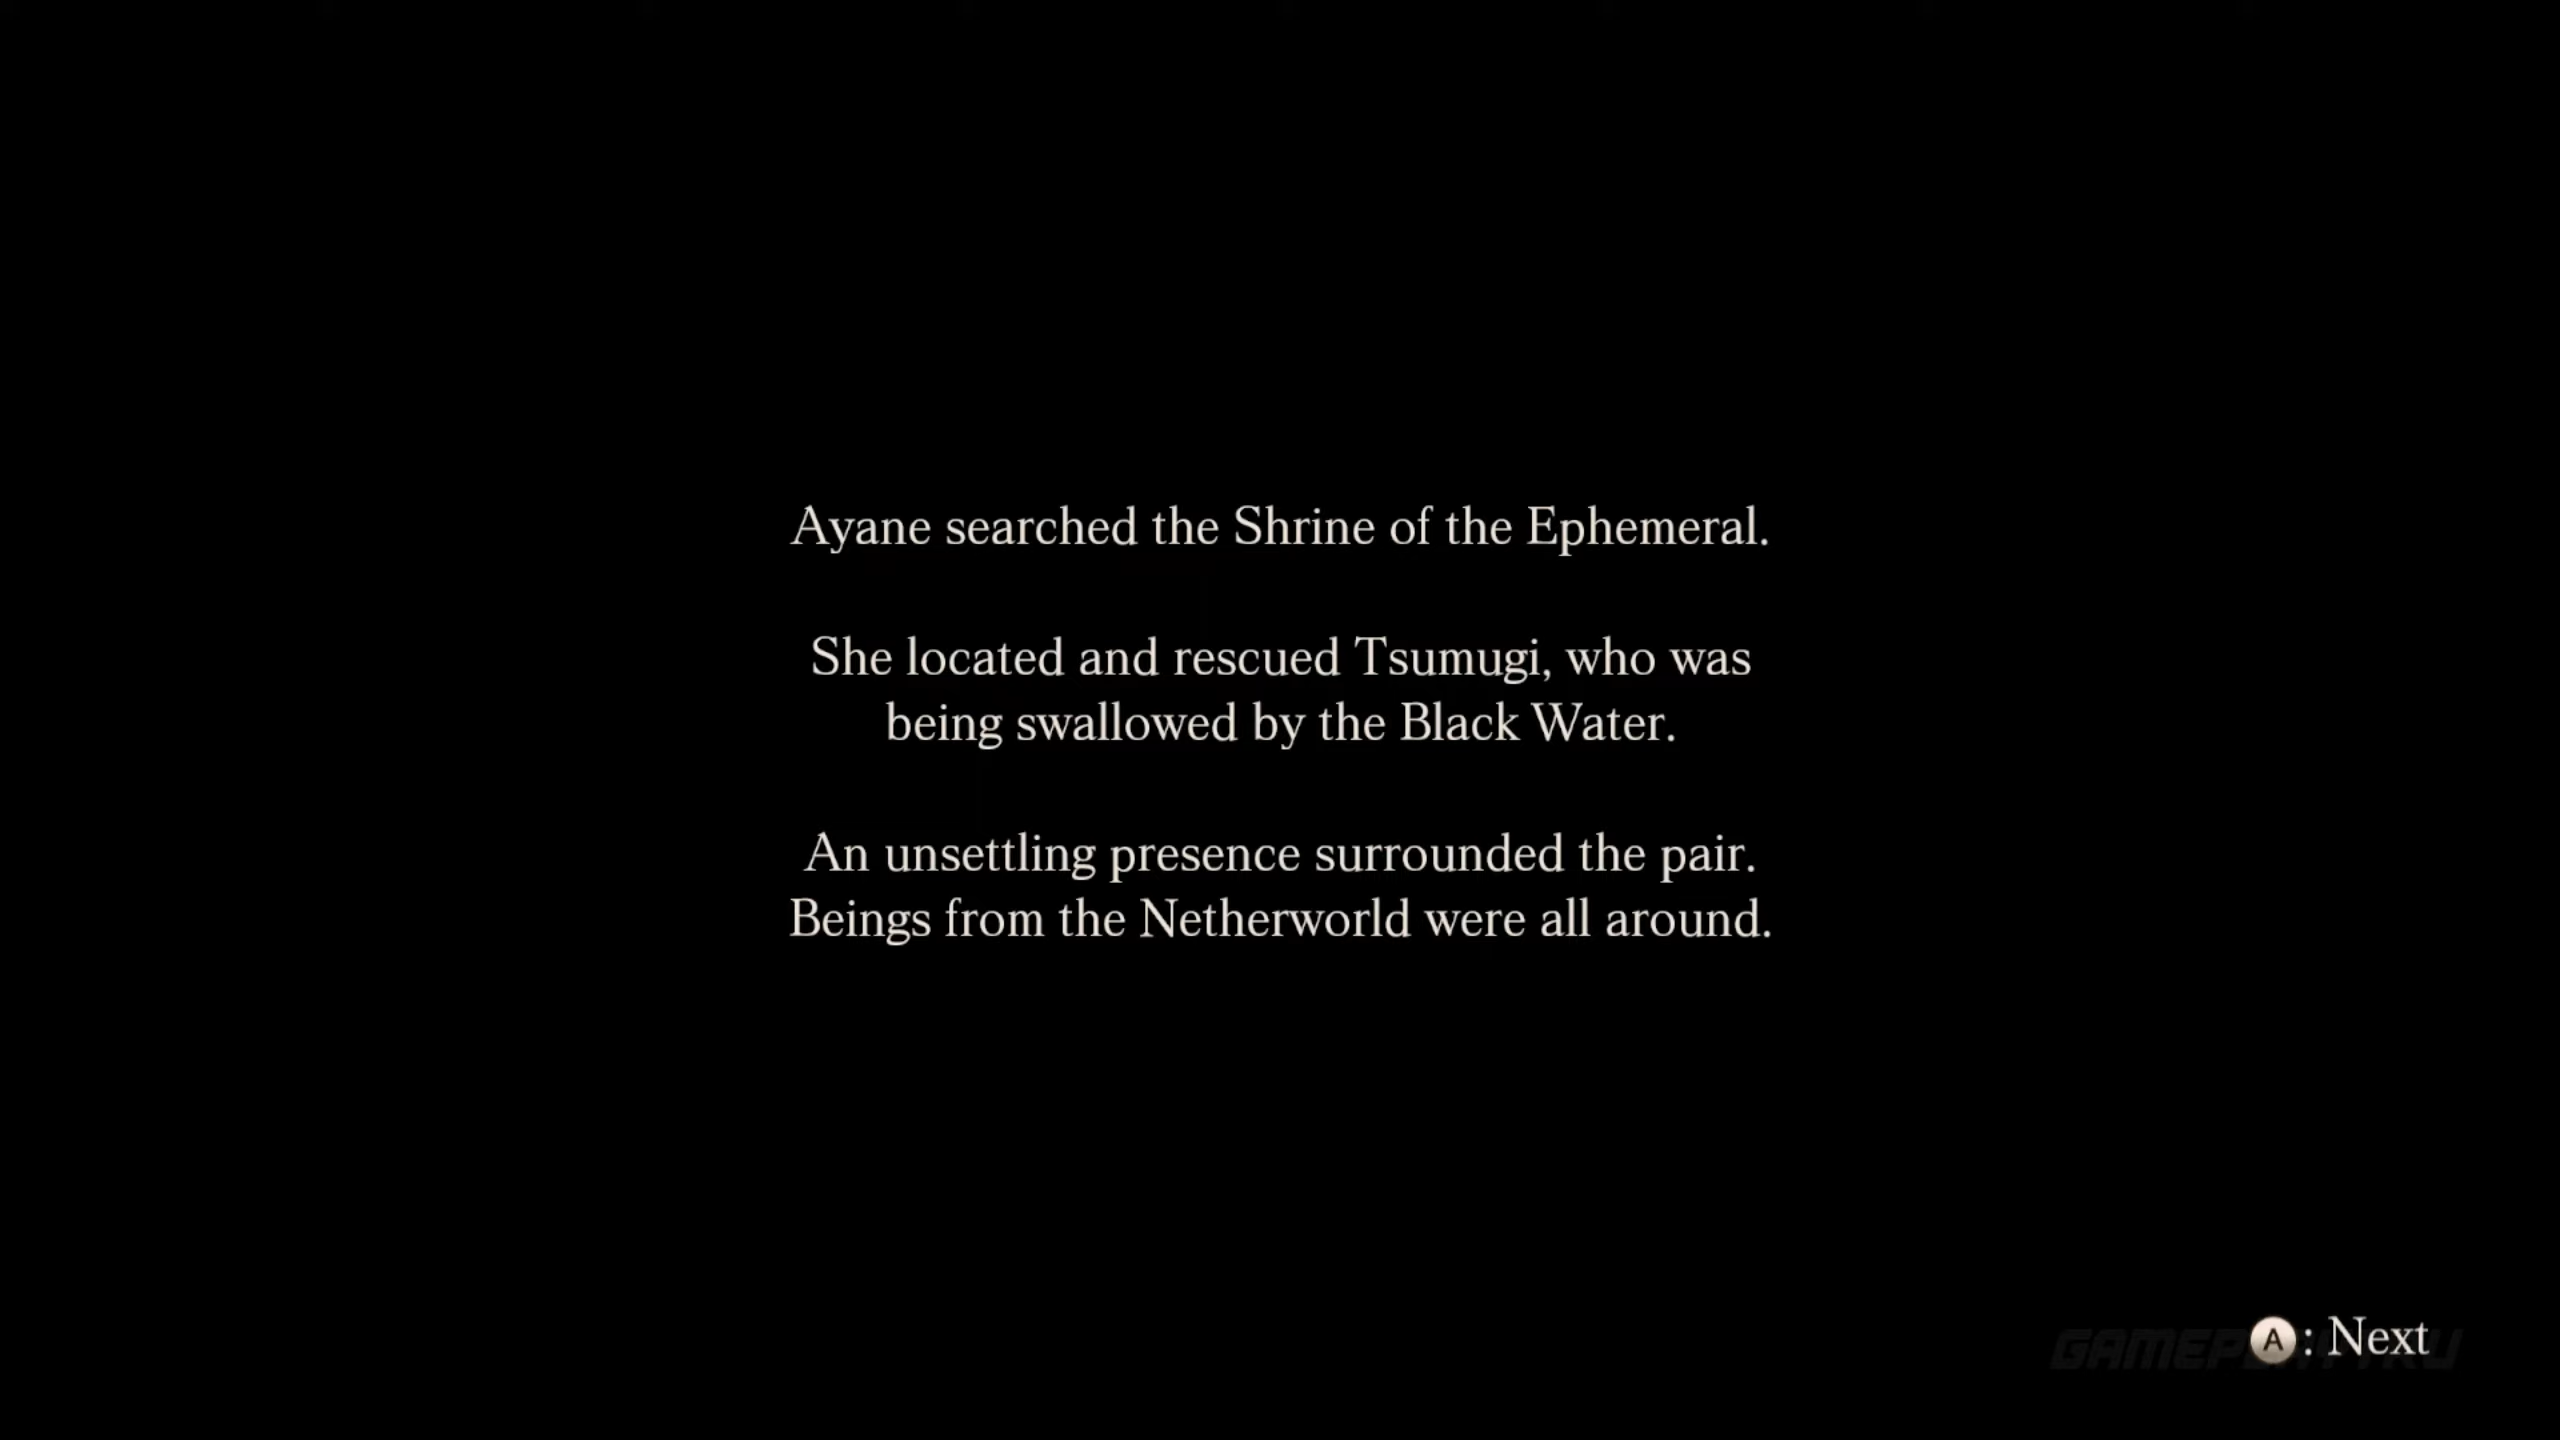 Ayane searched the Shrine of the Ephemeral.
She located and rescued Tsumugi, who was
being swallowed by the Black Water.
An unsettling presence surrounded the pair.
Beings from the Netherworld were all around.
A : Next